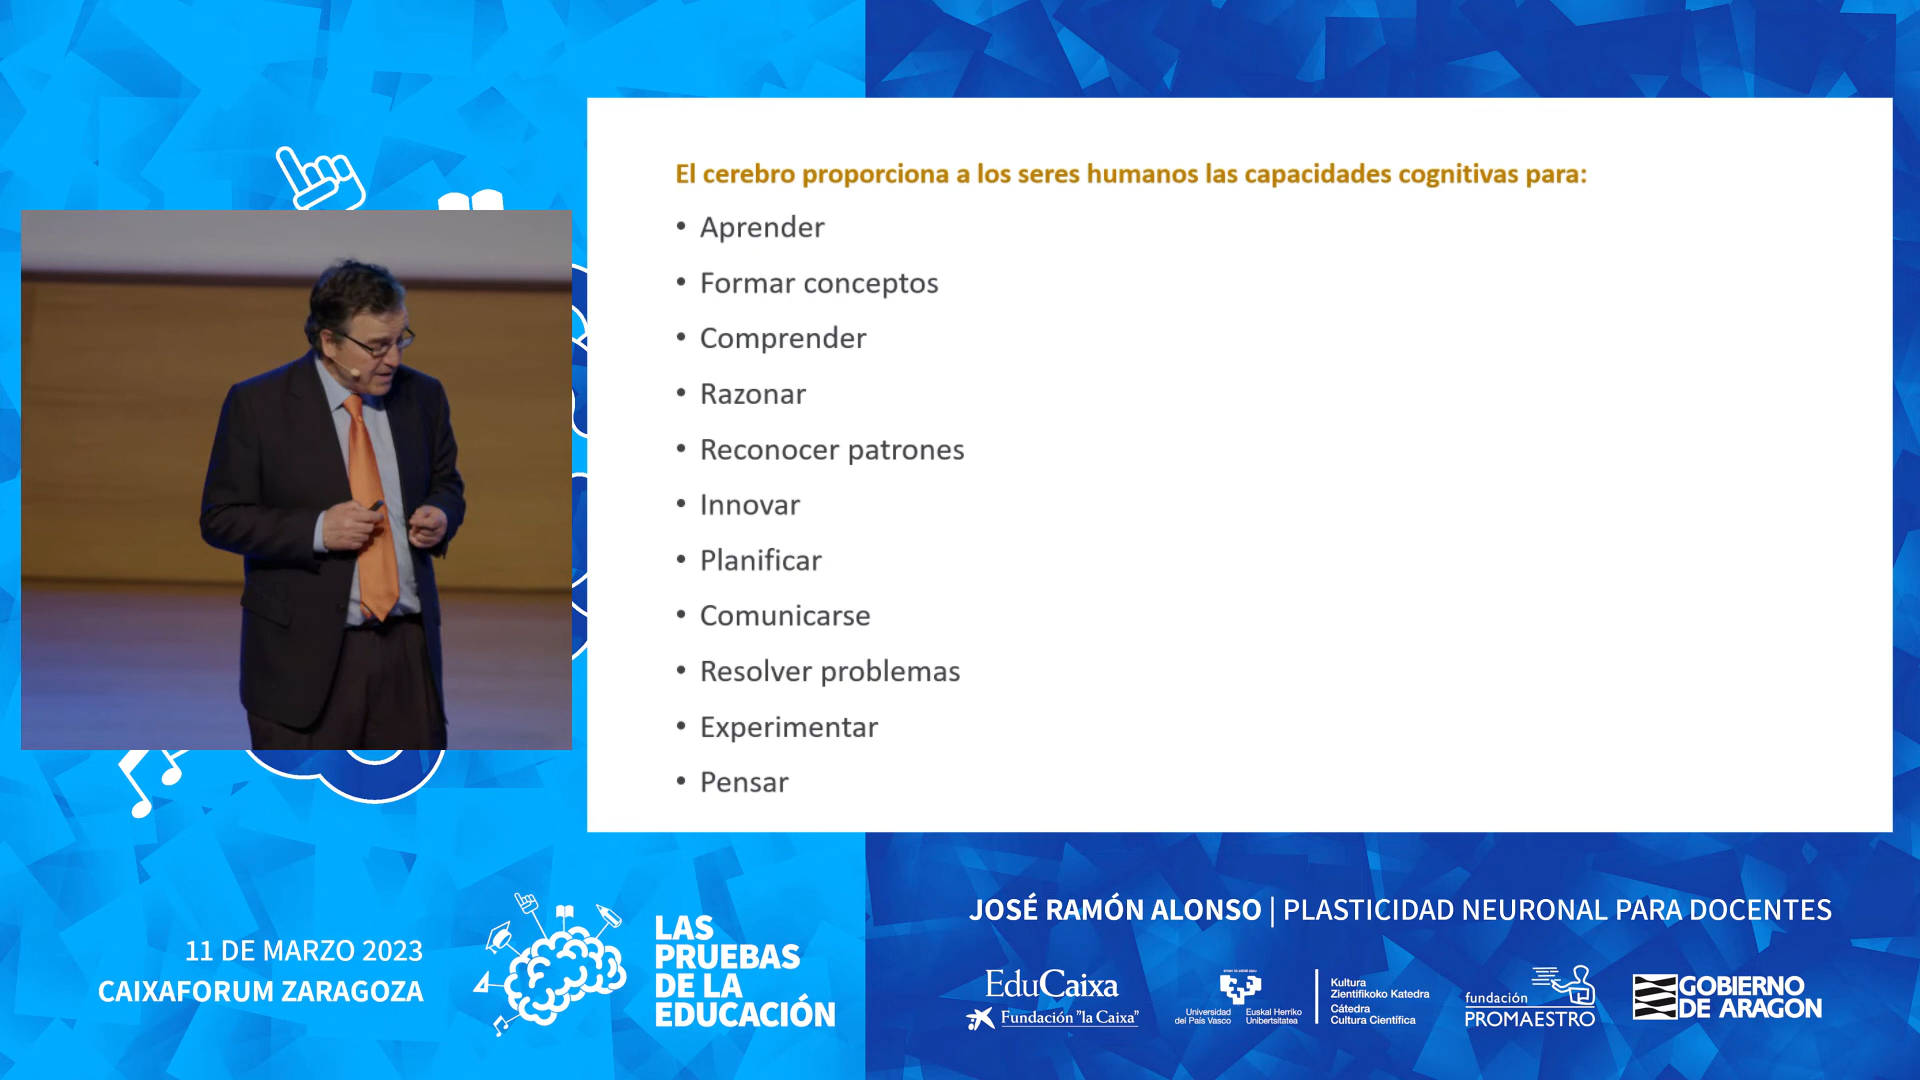 El cerebro proporciona a los seres humanos las capacidades cognitivas para:
• Aprender
• Formar conceptos
• Comprender
• Razonar
• Reconocer patrones
• Innovar
• Planificar
• Comunicarse
• Resolver problemas
• Experimentar
• Pensar
11 DE MARZO 2023
CAIXAFORUM ZARAGOZA
LAS
PRUEBAS
DE LA
EDUCACIÓN
JOSÉ RAMÓN ALONSO | PLASTICIDAD NEURONAL PARA DOCENTES
EduCaixa
Fundación "la Caixa"
Universidad
del País Vasco
Euskal Herriko
Unibertsitatea
Kultura
Zientifikoko Katedra
Cátedra
Cultura Científica
fundación
PROMAESTRO
GOBIERNO
DE ARAGON